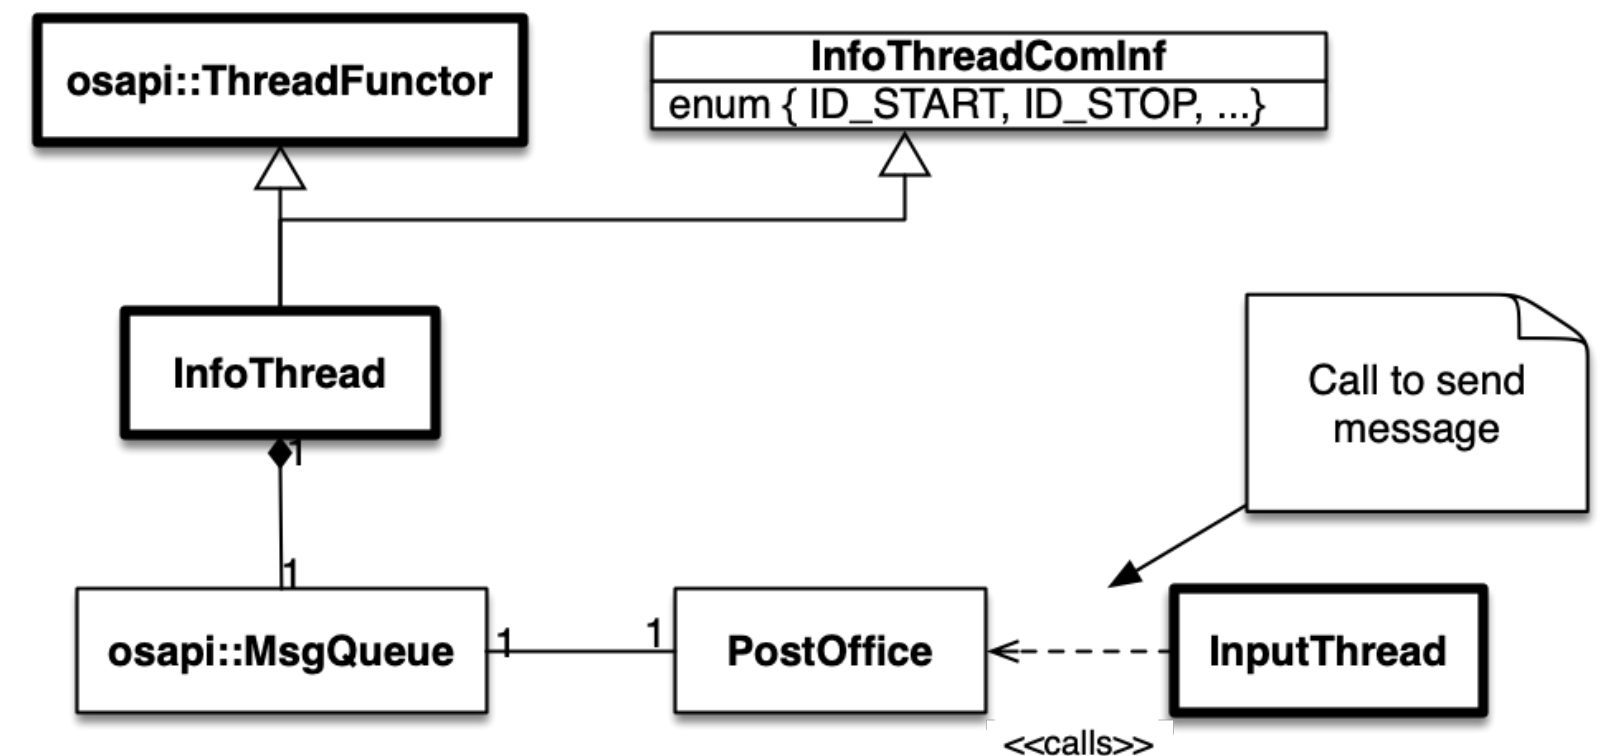 osapi::ThreadFunctor
InfoThreadComInf
enum { ID_START, ID_STOP, ...}
InfoThread
1
Call to send
message
1
osapi::MsgQueue
1
1
PostOffice
InputThread
<<calls>>